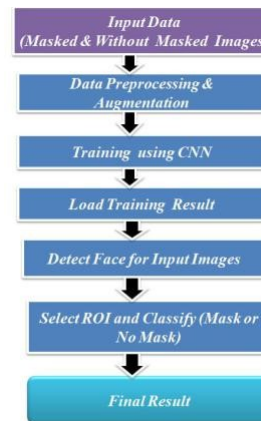 Input Data
(Masked & Without Masked Images
Data Preprocessing &
Augmentation
Training using CNN
Load Training Result
Detect Face for Input Images
Select ROI and Classify (Mask or
No Mask)
Final Result